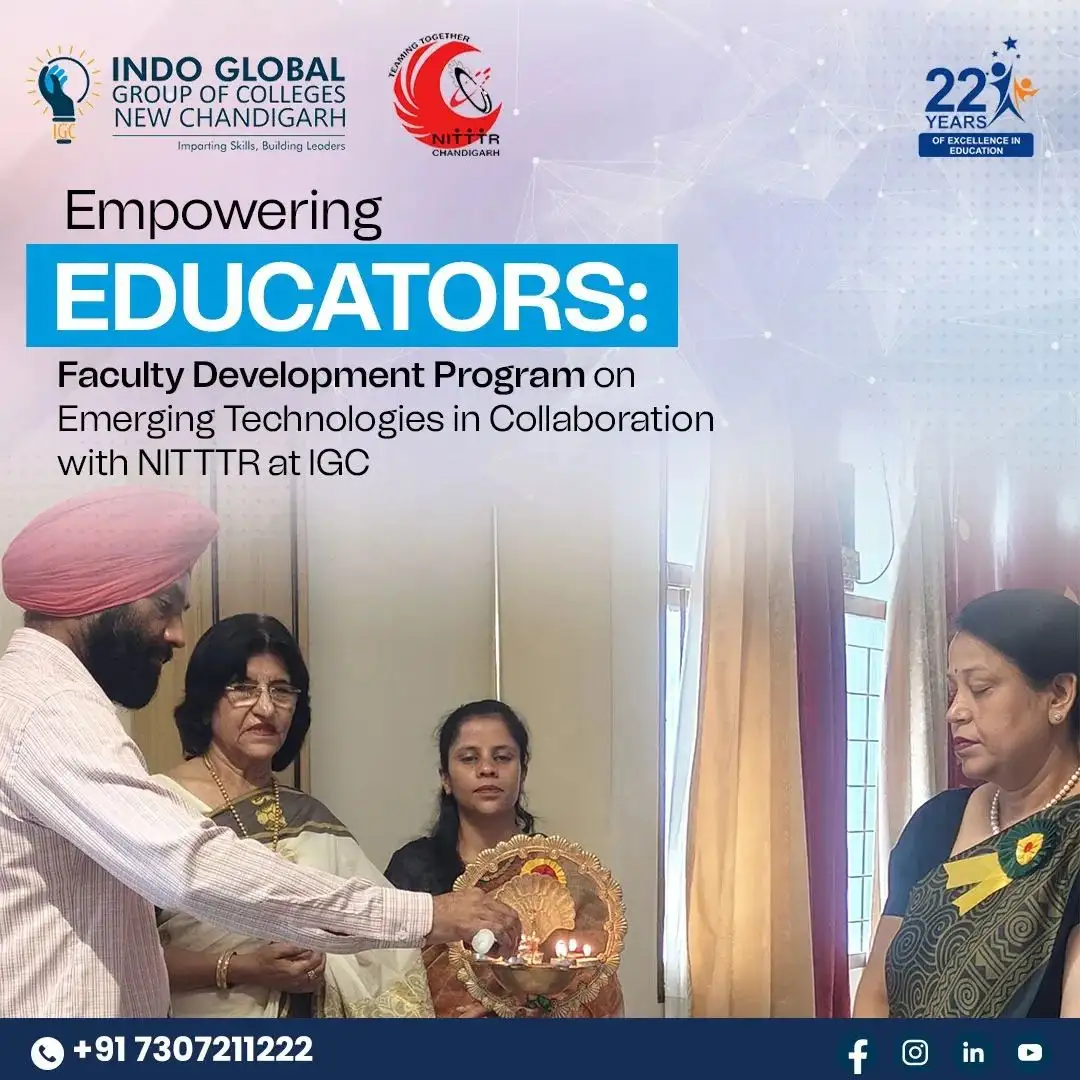 IGC
INDO GLOBAL
GROUP OF COLLEGES
NEW CHANDIGARH
Imparting Skills, Building Leaders
TEAMING TOGETHER
NITTTR
CHANDIGARH
22
YEARS
OF EXCELLENCE IN
EDUCATION
Empowering
EDUCATORS:
Faculty Development Program on
Emerging Technologies in Collaboration
with NITTTR at IGC
+91 7307211222